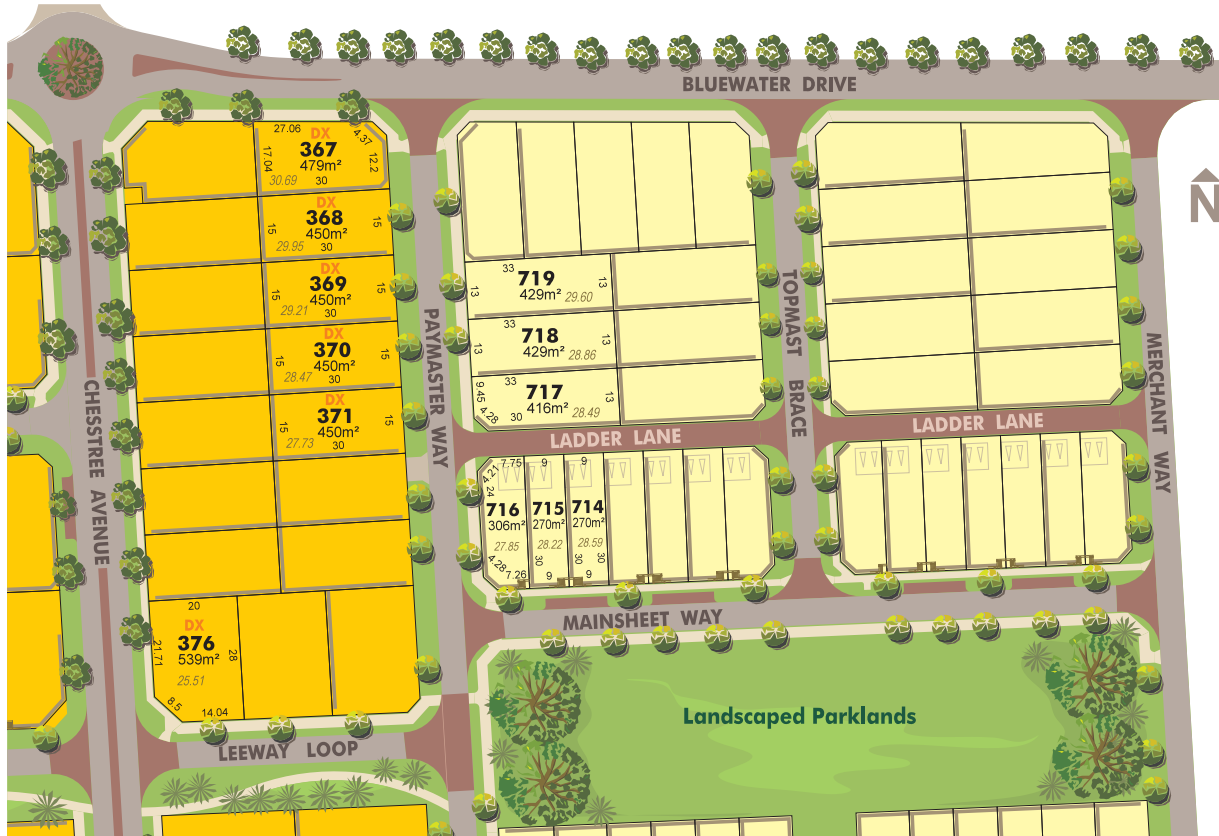 BLUEWATER DRIVE
27.06
DX
4.37
367
17.04
479m²
12.2
30.69
30
N
DX
368
15
450m²
15
29.95
30
DX
369
15
450m²
15
29.21
30
DX
370
15
450m²
15
28.47
30
DX
371
15
450m²
15
27.73
30
33
719
13
429m²
13
29.60
33
718
13
429m²
13
28.86
33
717
9.45
416m²
13
4.28
30
28.49
PAYMASTER WAY
TOPMAST BRACE
MERCHANT WAY
CHESSTREE AVENUE
LADDER LANE
LADDER LANE
4.21
7.75
9
9
24
716
715
714
306m²
270m²
270m²
27.85
28.22
28.59
4.28
30
30
30
7.26
9
9
MAINSHEET WAY
20
DX
376
21.71
539m²
28
25.51
8.5
14.04
LEEWAY LOOP
Landscaped Parklands